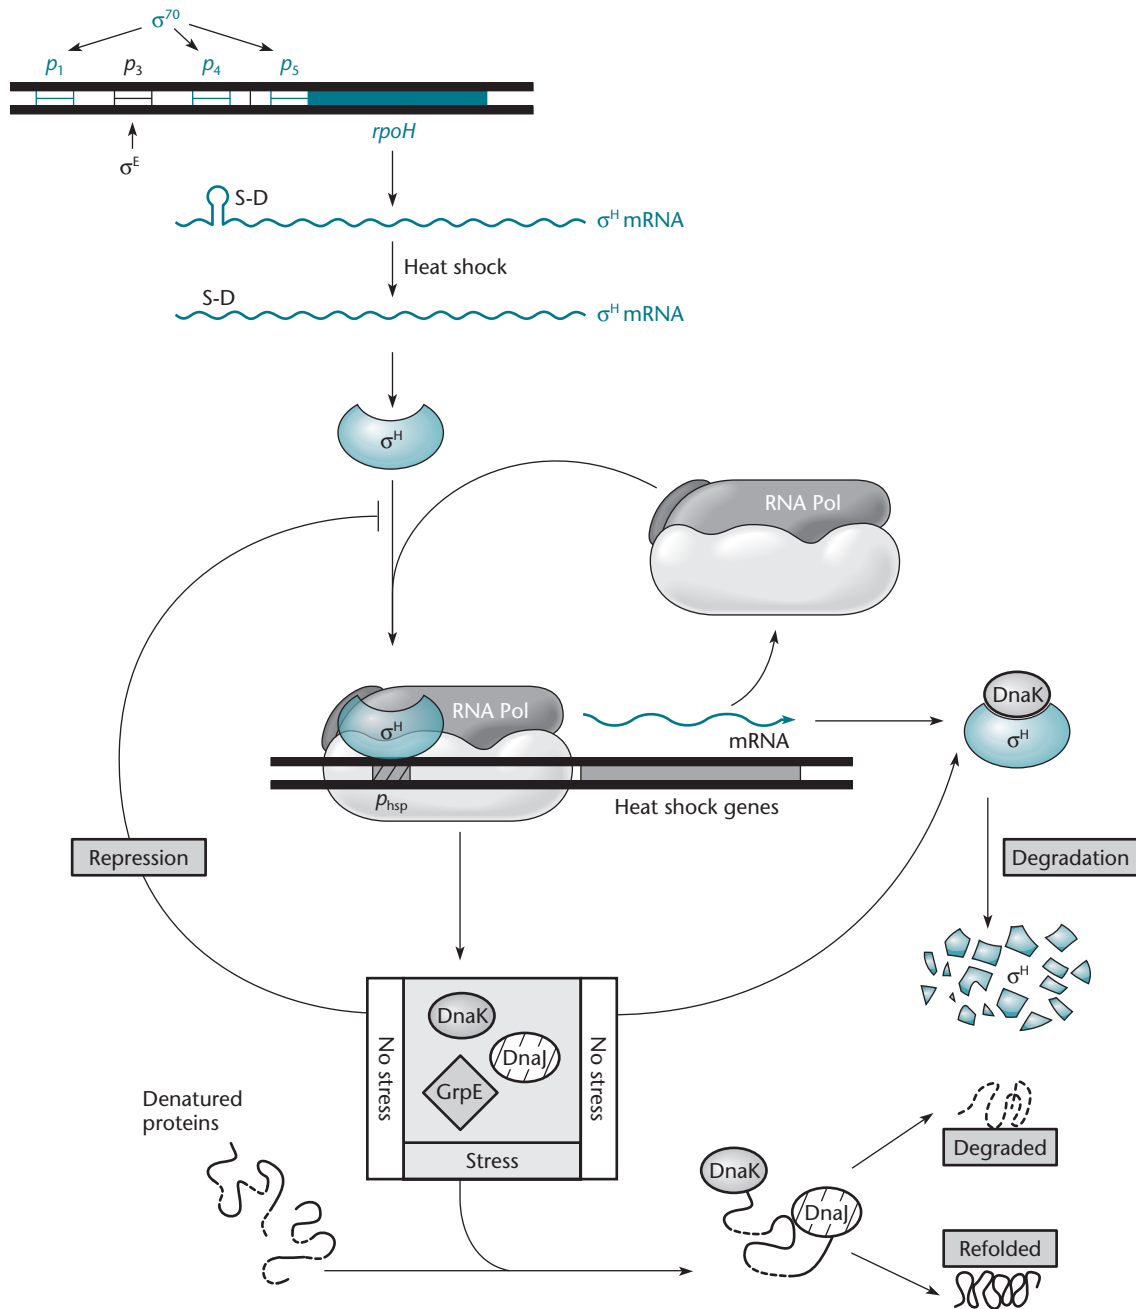 σ⁷⁰
p₁
p₃
p₄
p₅
rpoH
σᴱ
S-D
σᴴ mRNA
Heat shock
S-D
σᴴ mRNA
σᴴ
RNA Pol
σᴴ
RNA Pol
mRNA
DnaK
σᴴ
p_hsp
Heat shock genes
Repression
Degradation
σᴴ
No stress
DnaK
DnaJ
GrpE
No stress
Stress
Denatured
proteins
DnaK
DnaJ
Degraded
Refolded